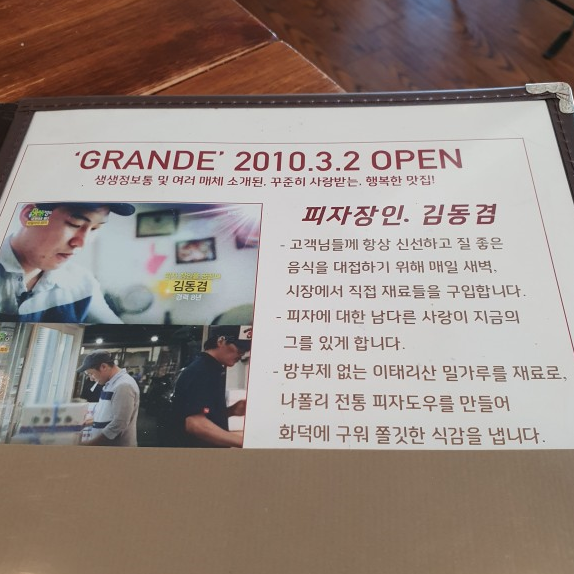 'GRANDE' 2010.3.2 OPEN
생생정보통 및 여러 매체 소개된. 꾸준히 사랑받는. 행복한 맛집!
피자장인. 김동겸
- 고객님들께 항상 신선하고 질 좋은
음식을 대접하기 위해 매일 새벽,
시장에서 직접 재료들을 구입합니다.
- 피자에 대한 남다른 사랑이 지금의
그를 있게 합니다.
- 방부제 없는 이태리산 밀가루를 재료로,
나폴리 전통 피자도우를 만들어
화덕에 구워 쫄깃한 식감을 냅니다.
김동겸
경력 8년